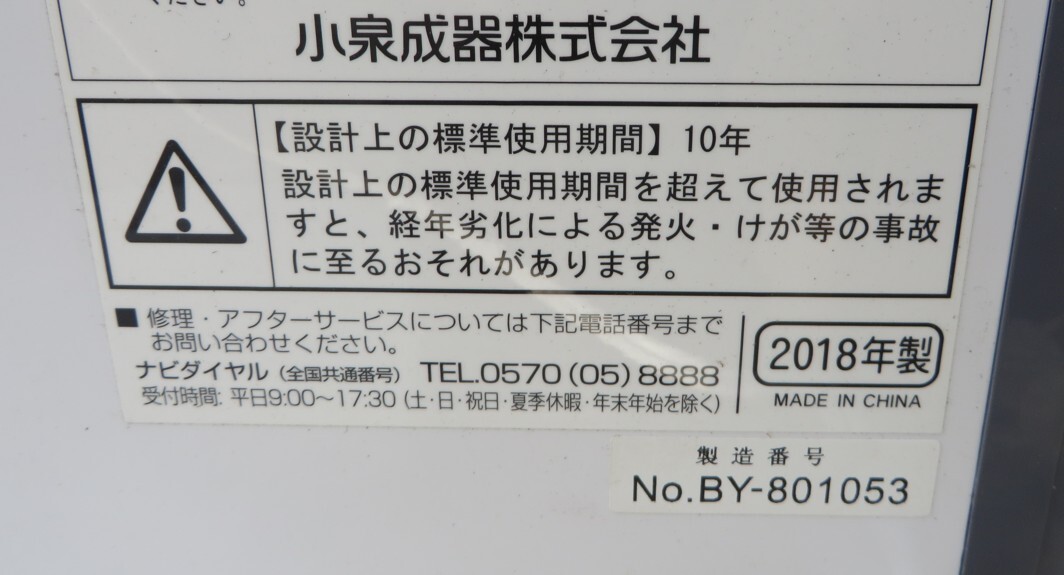 ください。
小泉成器株式会社
【設計上の標準使用期間】10年
設計上の標準使用期間を超えて使用されま
すと、経年劣化による発火・けが等の事故
に至るおそれがあります。
■修理・アフターサービスについては下記電話番号まで
お問い合わせください。
ナビダイヤル（全国共通番号） TEL.0570(05)8888
受付時間: 平日9:00〜17:30（土・日・祝日・夏季休暇・年末年始を除く）
2018年製
MADE IN CHINA
製造番号
No.BY-801053